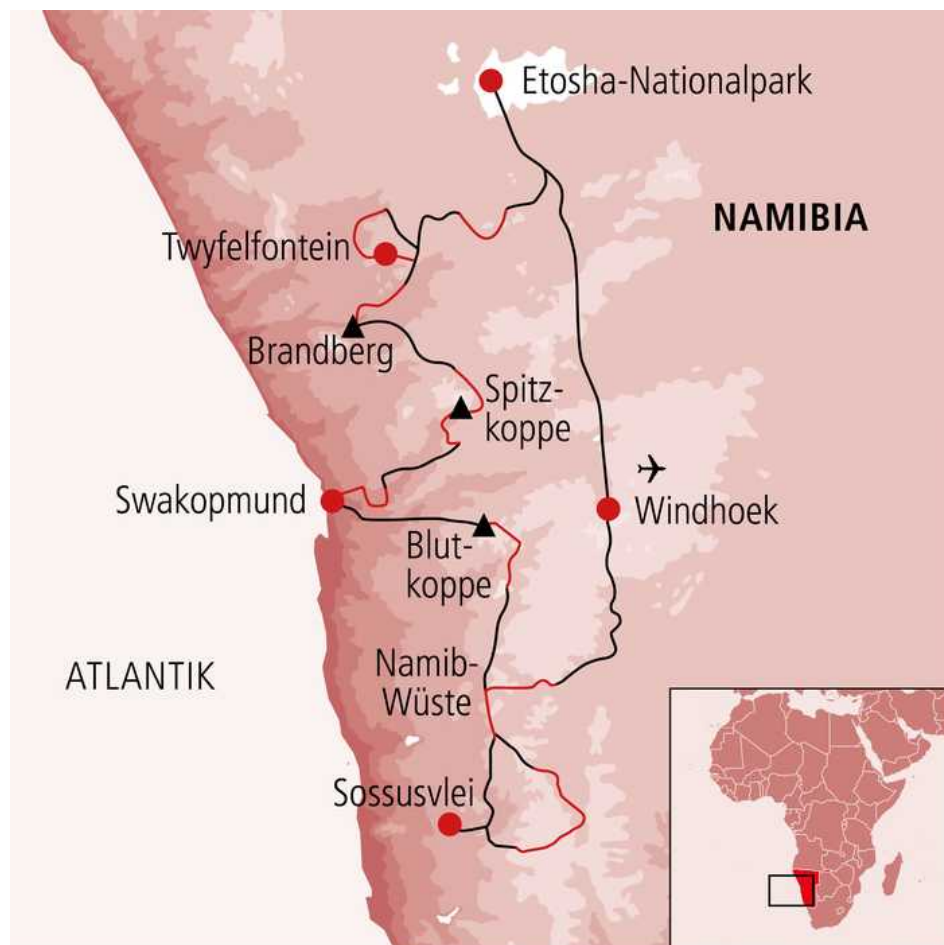 Etosha-Nationalpark
NAMIBIA
Twyfelfontein
Brandberg
Spitz-
koppe
Swakopmund
Windhoek
Blut-
koppe
ATLANTIK
Namib-
Wüste
Sossusvlei